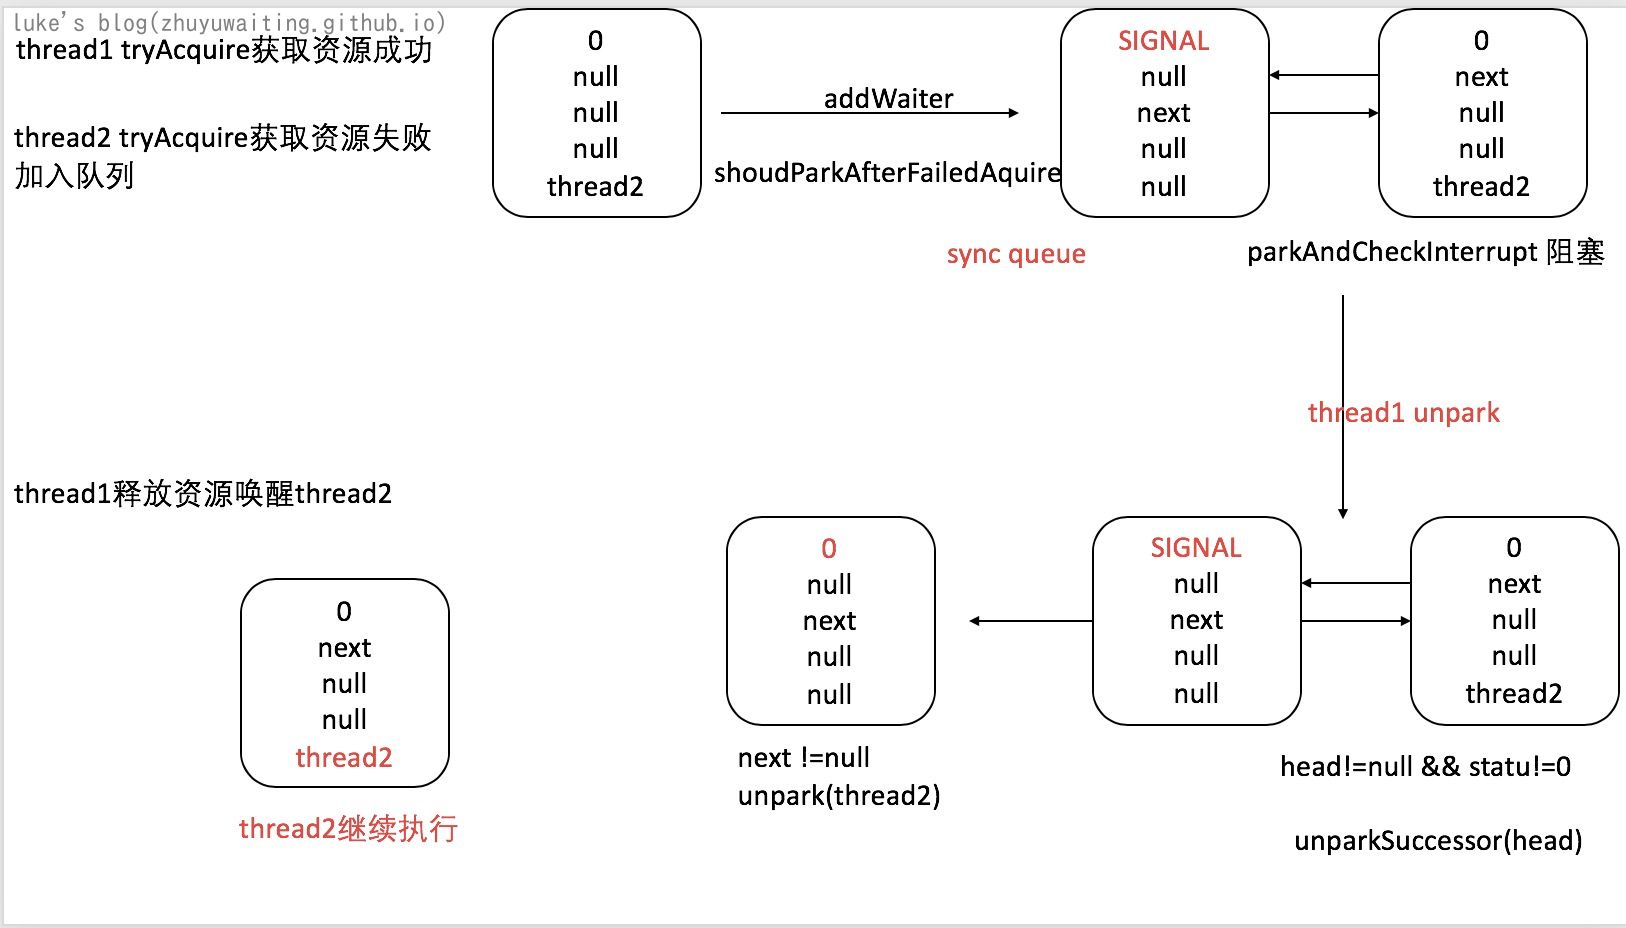 luke's blog(zhuyuwaiting.github.io)
thread1 tryAcquire获取资源成功
thread2 tryAcquire获取资源失败
加入队列
0
null
null
null
thread2
addWaiter
shoudParkAfterFailedAquire
SIGNAL
null
next
null
null
0
next
null
null
thread2
sync queue
parkAndCheckInterrupt 阻塞
thread1 unpark
thread1释放资源唤醒thread2
0
next
null
null
thread2
thread2继续执行
0
null
next
null
null
next !=null
unpark(thread2)
SIGNAL
null
next
null
null
0
next
null
null
thread2
head!=null && statu!=0
unparkSuccessor(head)